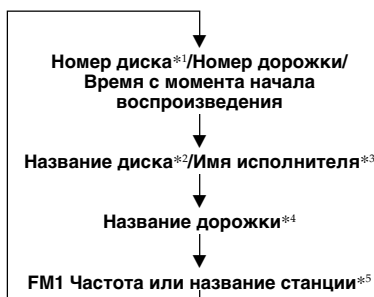 Номер диска*1/Номер дорожки/
Время с момента начала
воспроизведения
Название диска*2/Имя исполнителя*3
Название дорожки*4
FM1 Частота или название станции*5